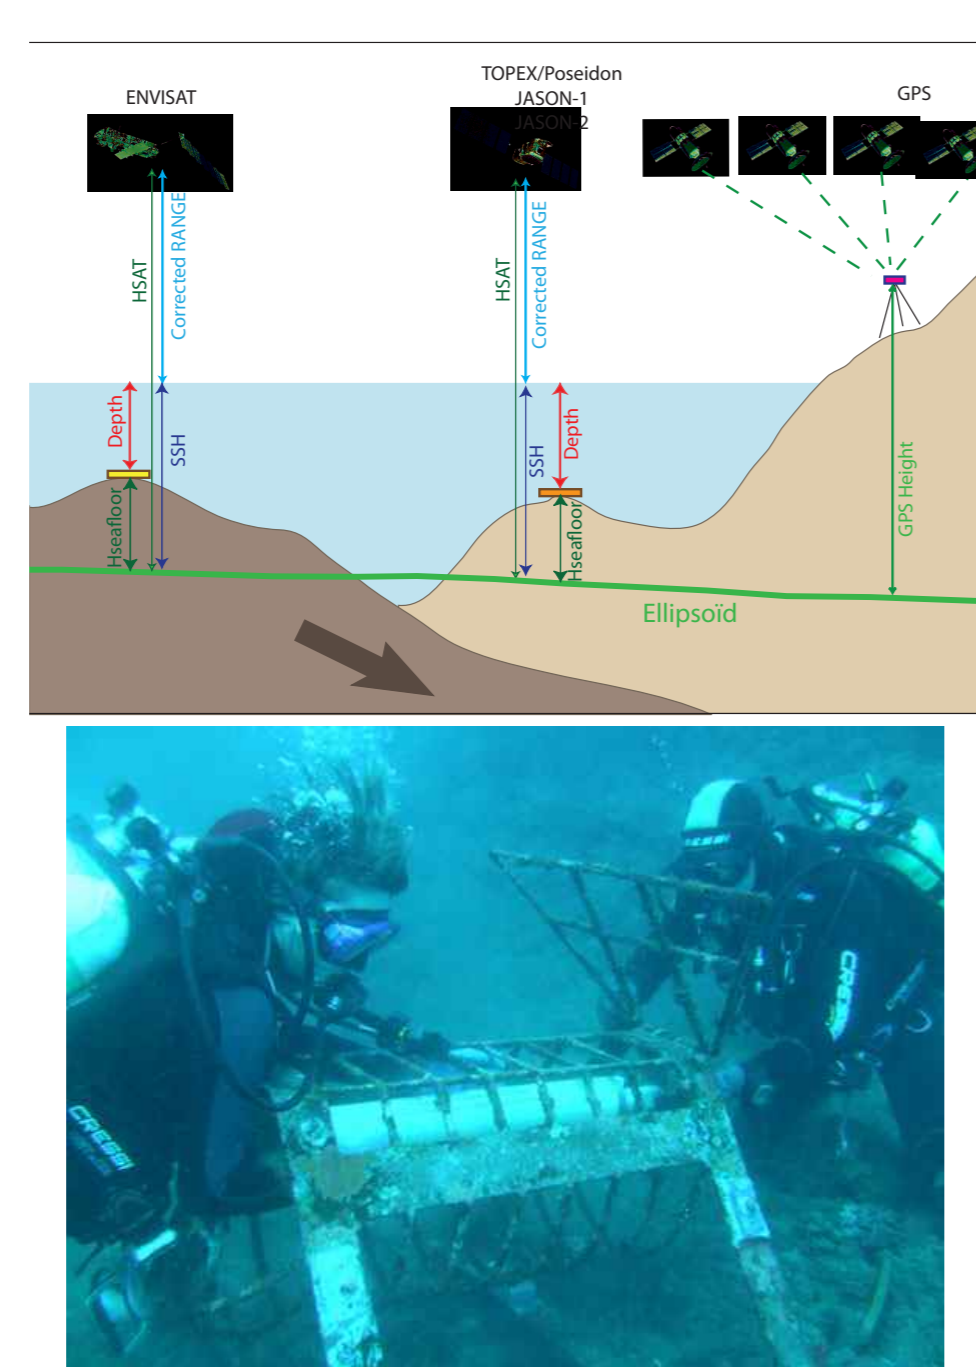 TOPEX/Poseidon
JASON-1
JASON-2
ENVISAT
GPS
HSAT
Corrected RANGE
HSAT
Corrected RANGE
Depth
SSH
Hseafloor
SSH
Depth
Hseafloor
GPS Height
Ellipsoïd
CRESSI
CRESSI
CRESSI